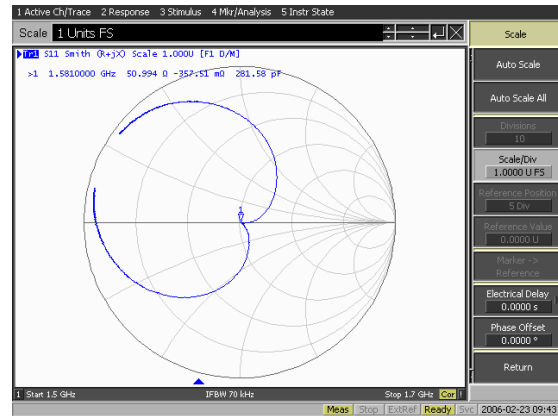 1 Active Ch/Trace 2 Response 3 Stimulus 4 Mkr/Analysis 5 Instr State
Scale 1 Units FS
Tr1 S11 Smith (R+jX) Scale 1.000U [F1 D/M]
>1 1.5810000 GHz 50.994 Ω -357.51 mΩ 281.58 pF
1
Scale
Auto Scale
Auto Scale All
Divisions
10
Scale/Div
1.0000 U FS
Reference Position
5 Div
Reference Value
0.0000 U
Marker ->
Reference
Electrical Delay
0.0000 s
Phase Offset
0.0000 °
Return
1 Start 1.5 GHz IFBW 70 kHz Stop 1.7 GHz Cor
Meas Stop ExtRef Ready Svc 2006-02-23 09:43